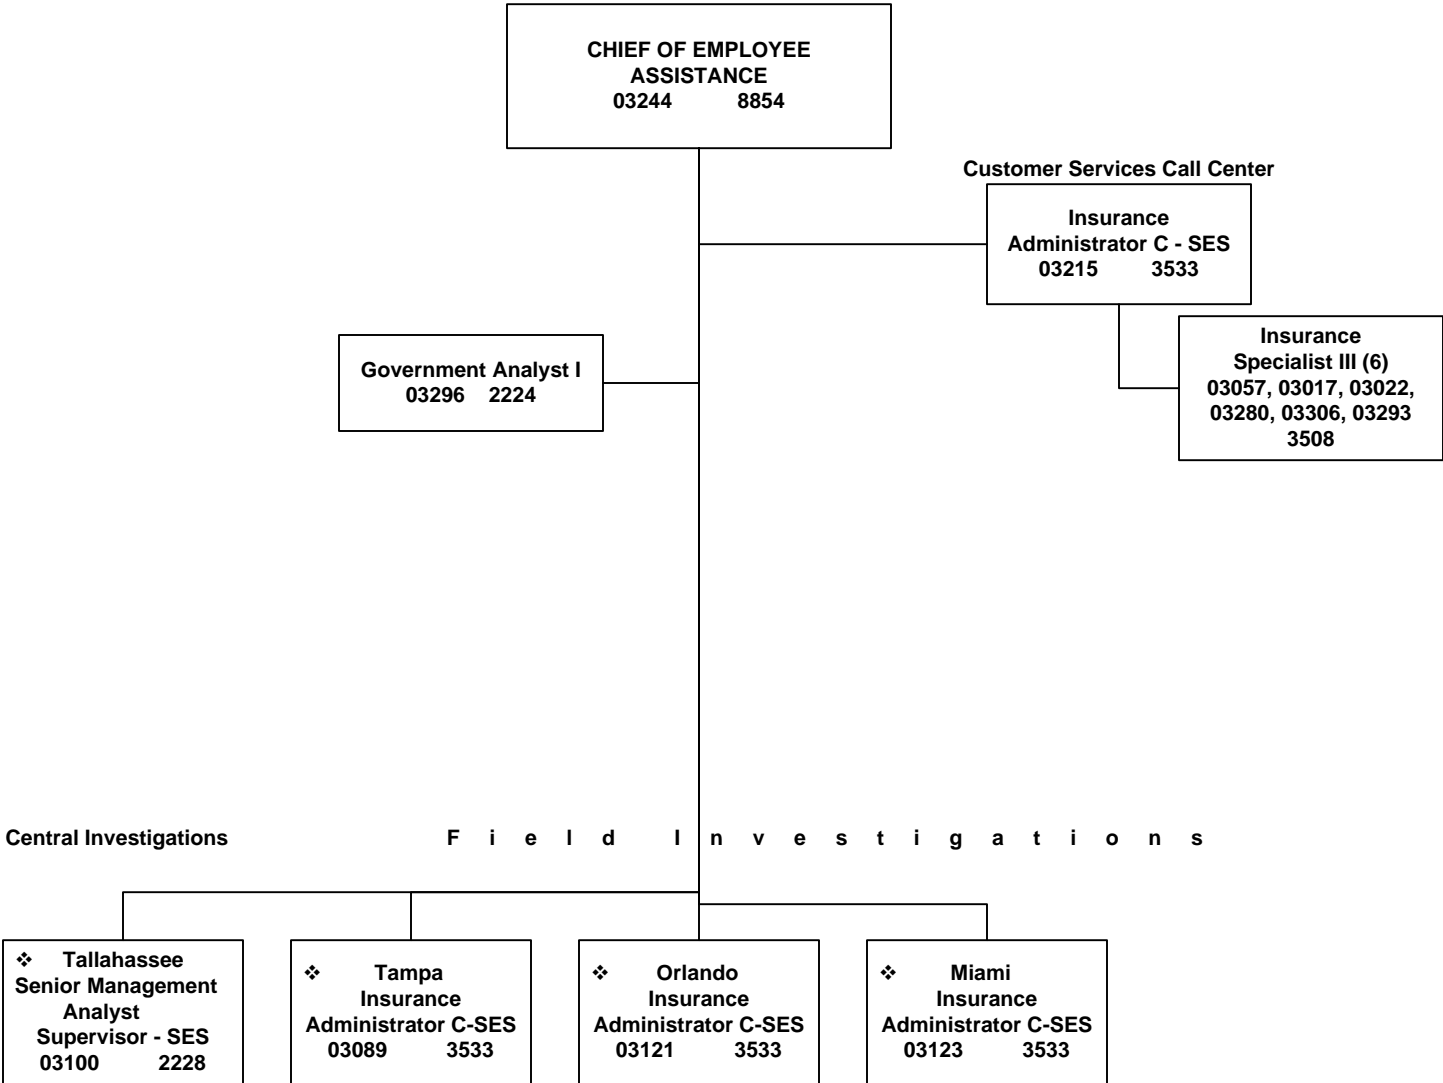 CHIEF OF EMPLOYEE
ASSISTANCE
03244 8854
Customer Services Call Center
Insurance
Administrator C - SES
03215 3533
Government Analyst I
03296 2224
Insurance
Specialist III (6)
03057, 03017, 03022,
03280, 03306, 03293
3508
Central Investigations
F i e l d I n v e s t i g a t i o n s
❖ Tallahassee
Senior Management
Analyst
Supervisor - SES
03100 2228
❖ Tampa
Insurance
Administrator C-SES
03089 3533
❖ Orlando
Insurance
Administrator C-SES
03121 3533
❖ Miami
Insurance
Administrator C-SES
03123 3533